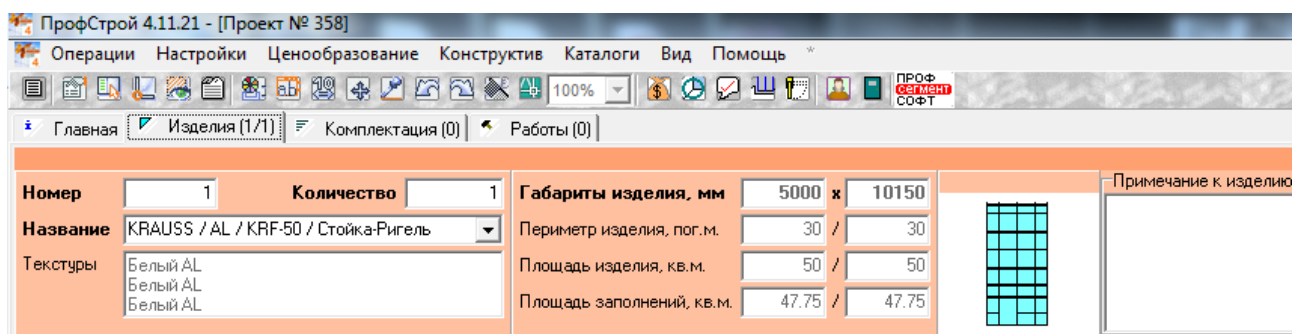 ПрофСтрой 4.11.21 - [Проект № 358]
Операции Настройки Ценообразование Конструктив Каталоги Вид Помощь *
100% ПРОФ
сегмент
СОФТ
Главная Изделия (1/1) Комплектация (0) Работы (0)
Номер 1 Количество 1 Габариты изделия, мм 5000 x 10150 Примечание к изделию
Название KRAUSS / AL / KRF-50 / Стойка-Ригель Периметр изделия, пог.м. 30 / 30
Текстуры Белый AL Площадь изделия, кв.м. 50 / 50
Белый AL
Белый AL Площадь заполнений, кв.м. 47.75 / 47.75